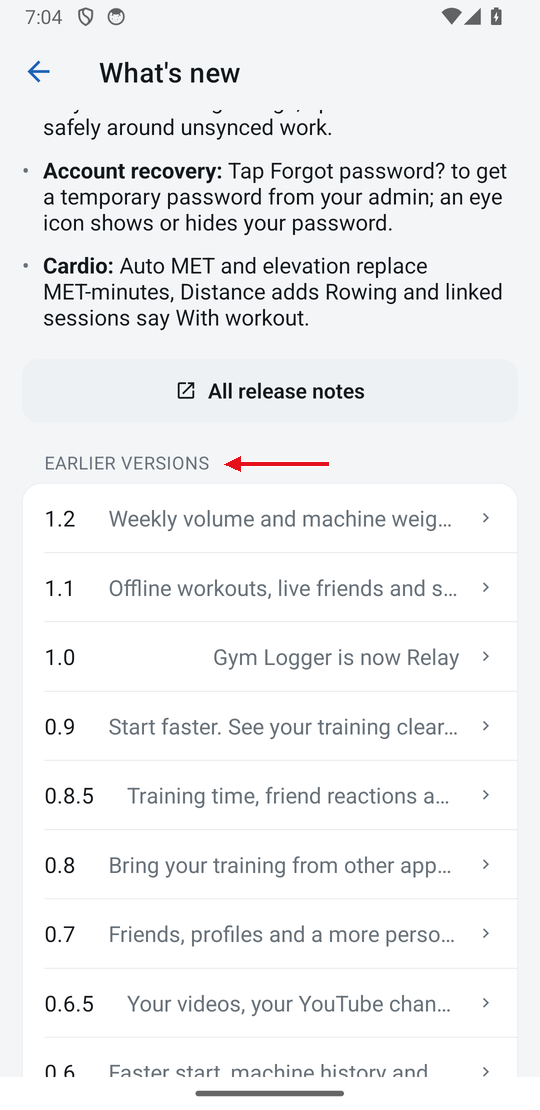 7:04
What's new
safely around unsynced work.
• Account recovery: Tap Forgot password? to get
a temporary password from your admin; an eye
icon shows or hides your password.
• Cardio: Auto MET and elevation replace
MET-minutes, Distance adds Rowing and linked
sessions say With workout.
All release notes
EARLIER VERSIONS
1.2 Weekly volume and machine weig…
1.1 Offline workouts, live friends and s…
1.0 Gym Logger is now Relay
0.9 Start faster. See your training clear…
0.8.5 Training time, friend reactions a…
0.8 Bring your training from other app…
0.7 Friends, profiles and a more perso…
0.6.5 Your videos, your YouTube chan…
0.6 Faster start, machine history and